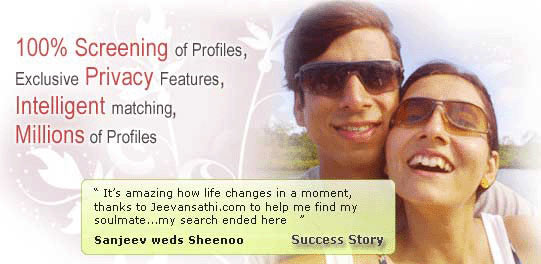 100% Screening of Profiles,
Exclusive Privacy Features,
Intelligent matching,
Millions of Profiles
“ It's amazing how life changes in a moment,
thanks to Jeevansathi.com to help me find my
soulmate...my search ended here ”
Sanjeev weds Sheenoo Success Story